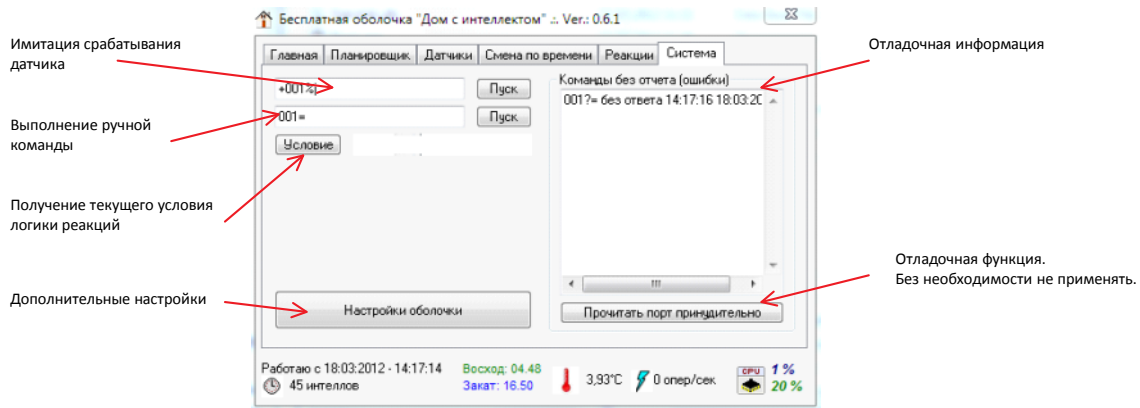 Бесплатная оболочка "Дом с интеллектом" .:. Ver.: 0.6.1
Имитация срабатывания
датчика
Отладочная информация
Главная Планировщик Датчики Смена по времени Реакции Система
+001%
Пуск
Команды без отчета (ошибки)
001?= без ответа 14:17:16 18:03:20
Выполнение ручной
команды
001=
Пуск
Условие
Получение текущего условия
логики реакций
Отладочная функция.
Без необходимости не применять.
Дополнительные настройки
Настройки оболочки
Прочитать порт принудительно
Работаю с 18:03:2012 - 14:17:14
45 интеллов
Восход: 04.48
Закат: 16.50
3,93°C
0 опер/сек
CPU
1 %
20 %